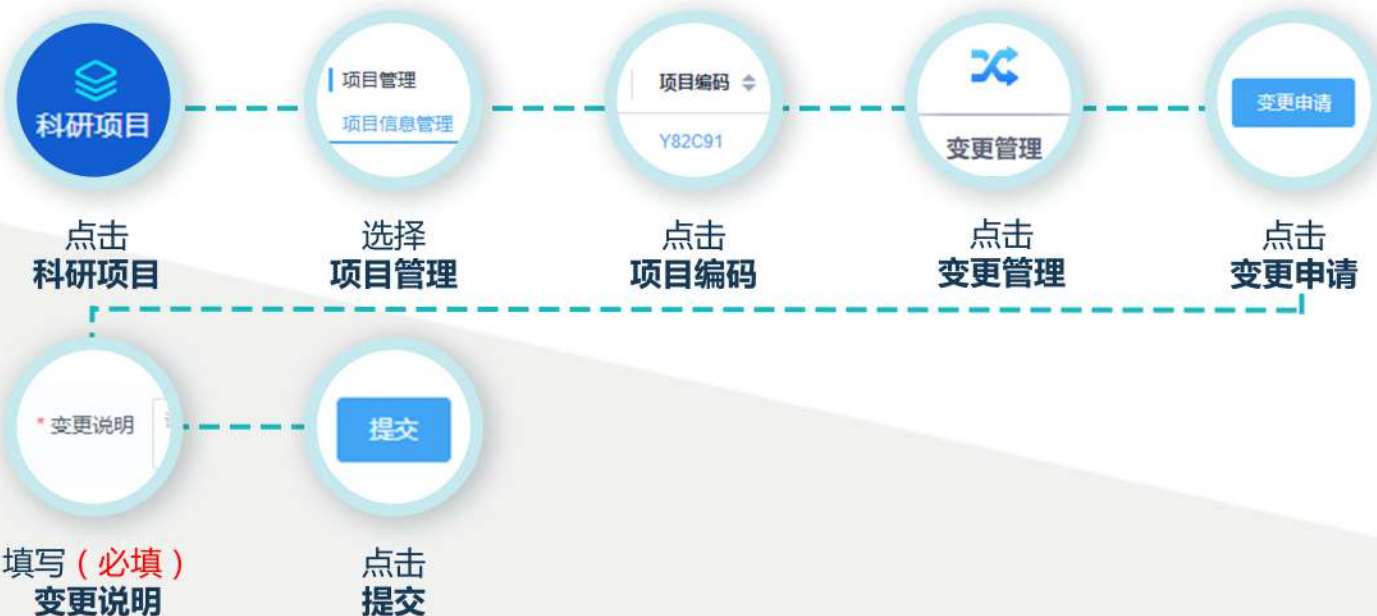 科研项目
项目管理
项目信息管理
项目编码
Y82C91
变更管理
变更申请
点击
科研项目
选择
项目管理
点击
项目编码
点击
变更管理
点击
变更申请
*变更说明
提交
填写(必填)
变更说明
点击
提交